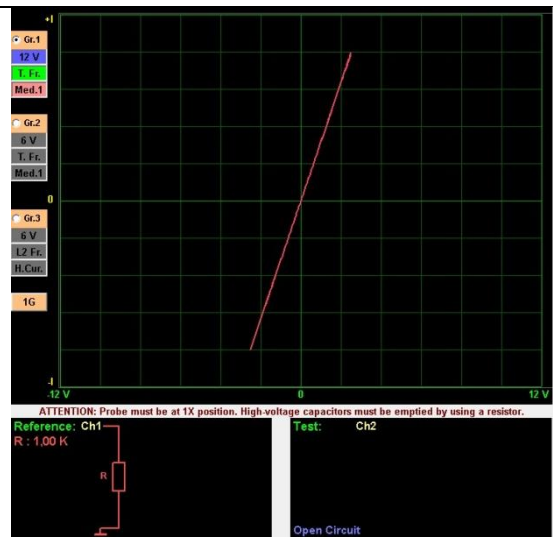 +I
Gr.1
12 V
T. Fr.
Med.1
Gr.2
6 V
T. Fr.
Med.1
0
Gr.3
6 V
L2 Fr.
H.Cur.
1G
-I
-12 V
0
12 V
ATTENTION: Probe must be at 1X position. High-voltage capacitors must be emptied by using a resistor.
Reference: Ch1
R : 1,00 K
R
Test: Ch2
Open Circuit